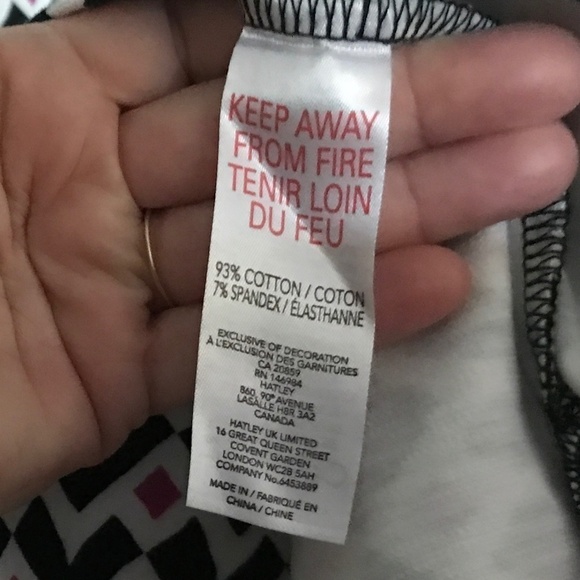 KEEP AWAY
FROM FIRE
TENIR LOIN
DU FEU
93% COTTON / COTON
7% SPANDEX / ÉLASTHANNE
EXCLUSIVE OF DECORATION
À L'EXCLUSION DES GARNITURES
CA 20859
RN 146984
HATLEY
860, 90e AVENUE
LASALLE H8R 3A2
CANADA
HATLEY UK LIMITED
16 GREAT QUEEN STREET
COVENT GARDEN
LONDON WC2B 5AH
COMPANY No.6453889
MADE IN / FABRIQUÉ EN
CHINA / CHINE